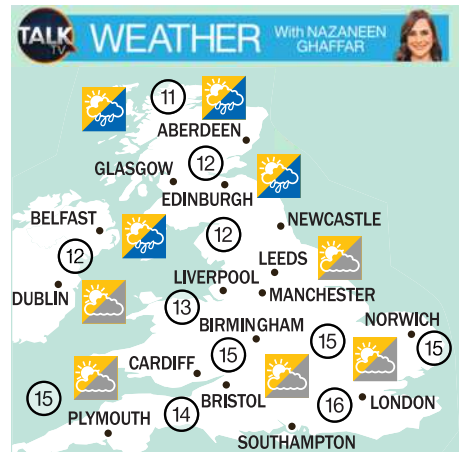 TALK
TV
WEATHER
With NAZANEEN
GHAFFAR
11
ABERDEEN
GLASGOW
12
EDINBURGH
BELFAST
12
NEWCASTLE
12
LEEDS
DUBLIN
LIVERPOOL
MANCHESTER
13
BIRMINGHAM
NORWICH
15
15
15
CARDIFF
15
BRISTOL
14
16
LONDON
PLYMOUTH
SOUTHAMPTON